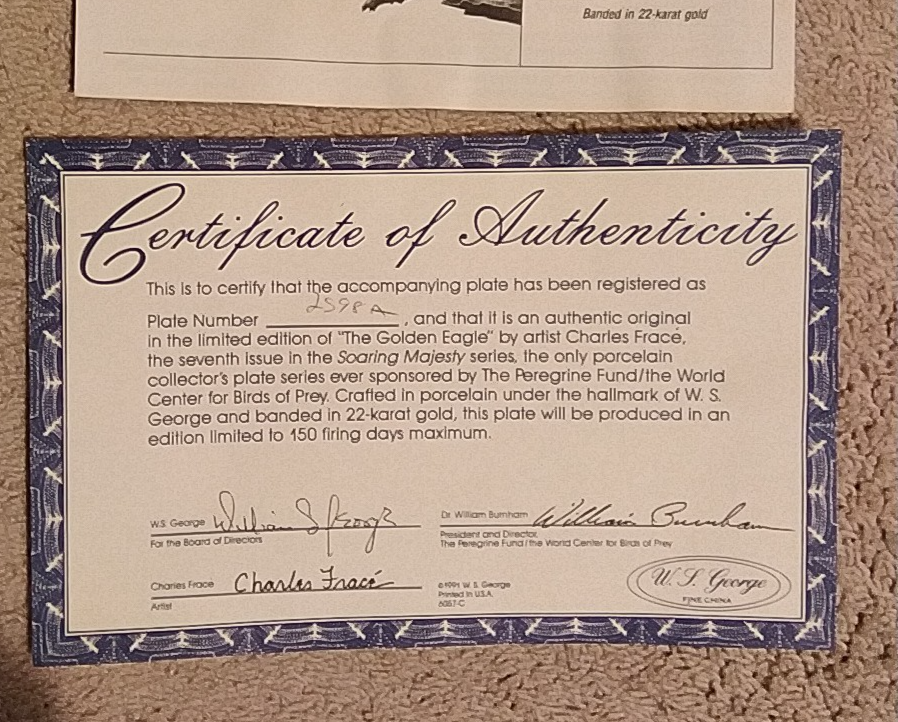 Banded in 22-karat gold
Certificate of Authenticity
This is to certify that the accompanying plate has been registered as
Plate Number 2598A, and that it is an authentic original
in the limited edition of "The Golden Eagle" by artist Charles Fracé,
the seventh issue in the Soaring Majesty series, the only porcelain
collector's plate series ever sponsored by The Peregrine Fund/the World
Center for Birds of Prey. Crafted in porcelain under the hallmark of W. S.
George and banded in 22-karat gold, this plate will be produced in an
edition limited to 150 firing days maximum.
W.S. George William S George
For the Board of Directors
Dr. William Burnham William Burnham
President and Director,
The Peregrine Fund/the World Center for Birds of Prey
Charles Frace Charles Fracé
Artist
©1991 W. S. George
Printed in U.S.A.
6057-C
W. S. George
FINE CHINA